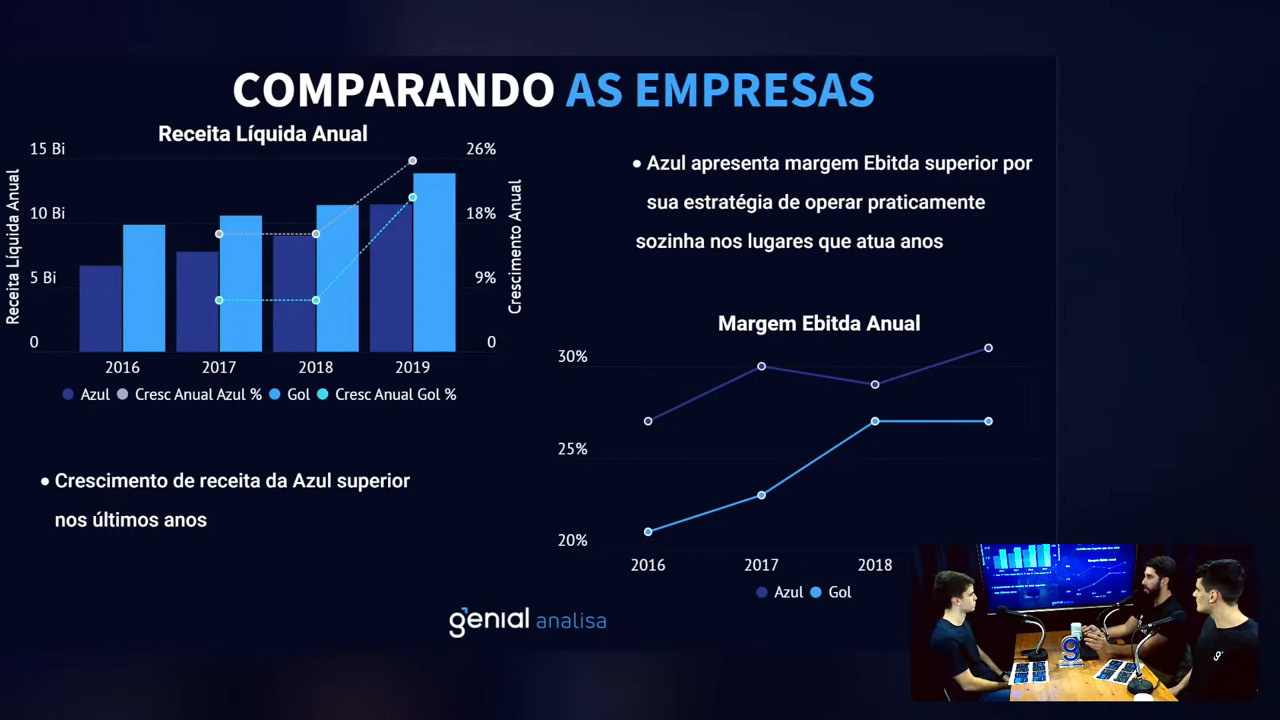 COMPARANDO AS EMPRESAS
Receita Líquida Anual
15 Bi
10 Bi
5 Bi
0
Receita Líquida Anual
26%
18%
9%
0
Crescimento Anual
2016 2017 2018 2019
Azul Cresc Anual Azul % Gol Cresc Anual Gol %
• Crescimento de receita da Azul superior
nos últimos anos
• Azul apresenta margem Ebitda superior por
sua estratégia de operar praticamente
sozinha nos lugares que atua anos
Margem Ebitda Anual
30%
25%
20%
2016 2017 2018
Azul Gol
genial analisa